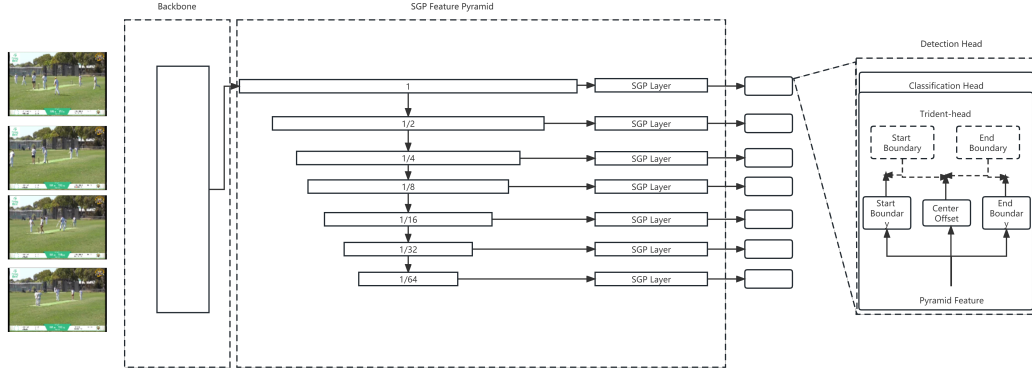 Backbone
SGP Feature Pyramid
Detection Head
1
SGP Layer
1/2
SGP Layer
1/4
SGP Layer
1/8
SGP Layer
1/16
SGP Layer
1/32
SGP Layer
1/64
SGP Layer
Classification Head
Trident-head
Start
Boundary
End
Boundary
Start
Boundar
y
Center
Offset
End
Boundar
y
Pyramid Feature